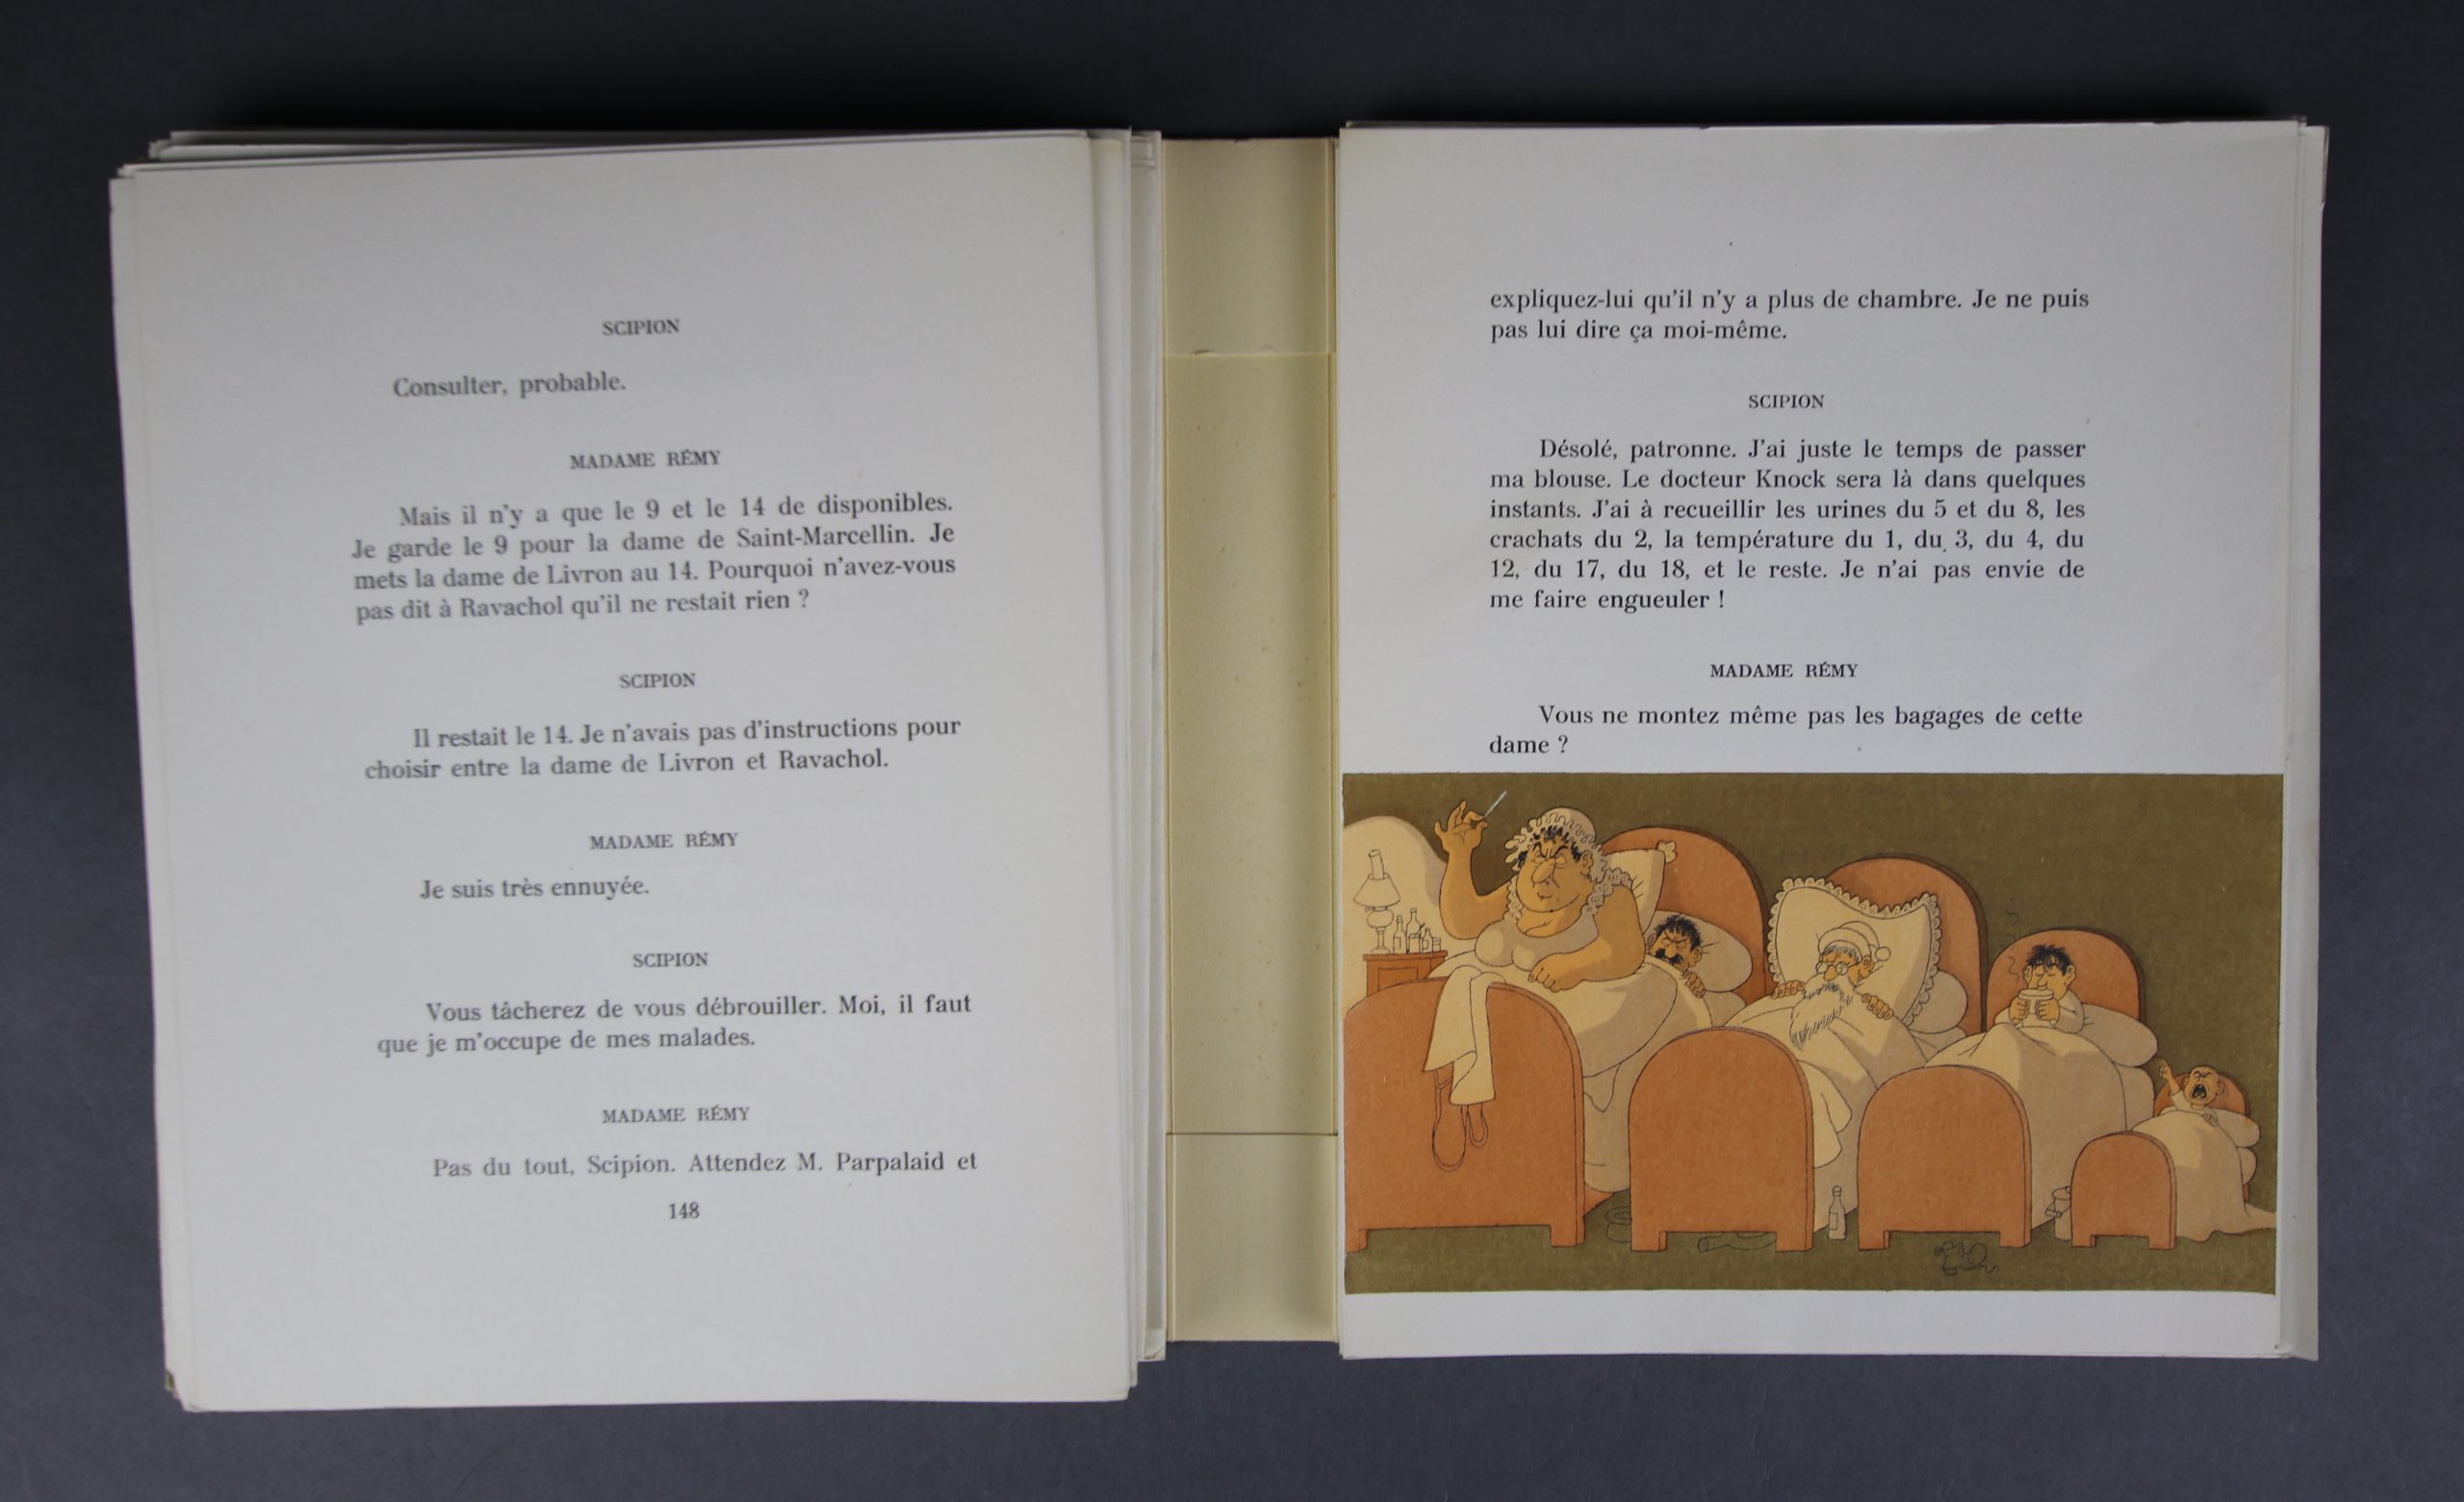 SCIPION
Consulter, probable.
MADAME RÉMY
Mais il n'y a que le 9 et le 14 de disponibles.
Je garde le 9 pour la dame de Saint-Marcellin. Je
mets la dame de Livron au 14. Pourquoi n'avez-vous
pas dit à Ravachol qu'il ne restait rien ?
SCIPION
Il restait le 14. Je n'avais pas d'instructions pour
choisir entre la dame de Livron et Ravachol.
MADAME RÉMY
Je suis très ennuyée.
SCIPION
Vous tâcherez de vous débrouiller. Moi, il faut
que je m'occupe de mes malades.
MADAME RÉMY
Pas du tout, Scipion. Attendez M. Parpalaid et
148
expliquez-lui qu'il n'y a plus de chambre. Je ne puis
pas lui dire ça moi-même.
SCIPION
Désolé, patronne. J'ai juste le temps de passer
ma blouse. Le docteur Knock sera là dans quelques
instants. J'ai à recueillir les urines du 5 et du 8, les
crachats du 2, la température du 1, du 3, du 4, du
12, du 17, du 18, et le reste. Je n'ai pas envie de
me faire engueuler !
MADAME RÉMY
Vous ne montez même pas les bagages de cette
dame ?